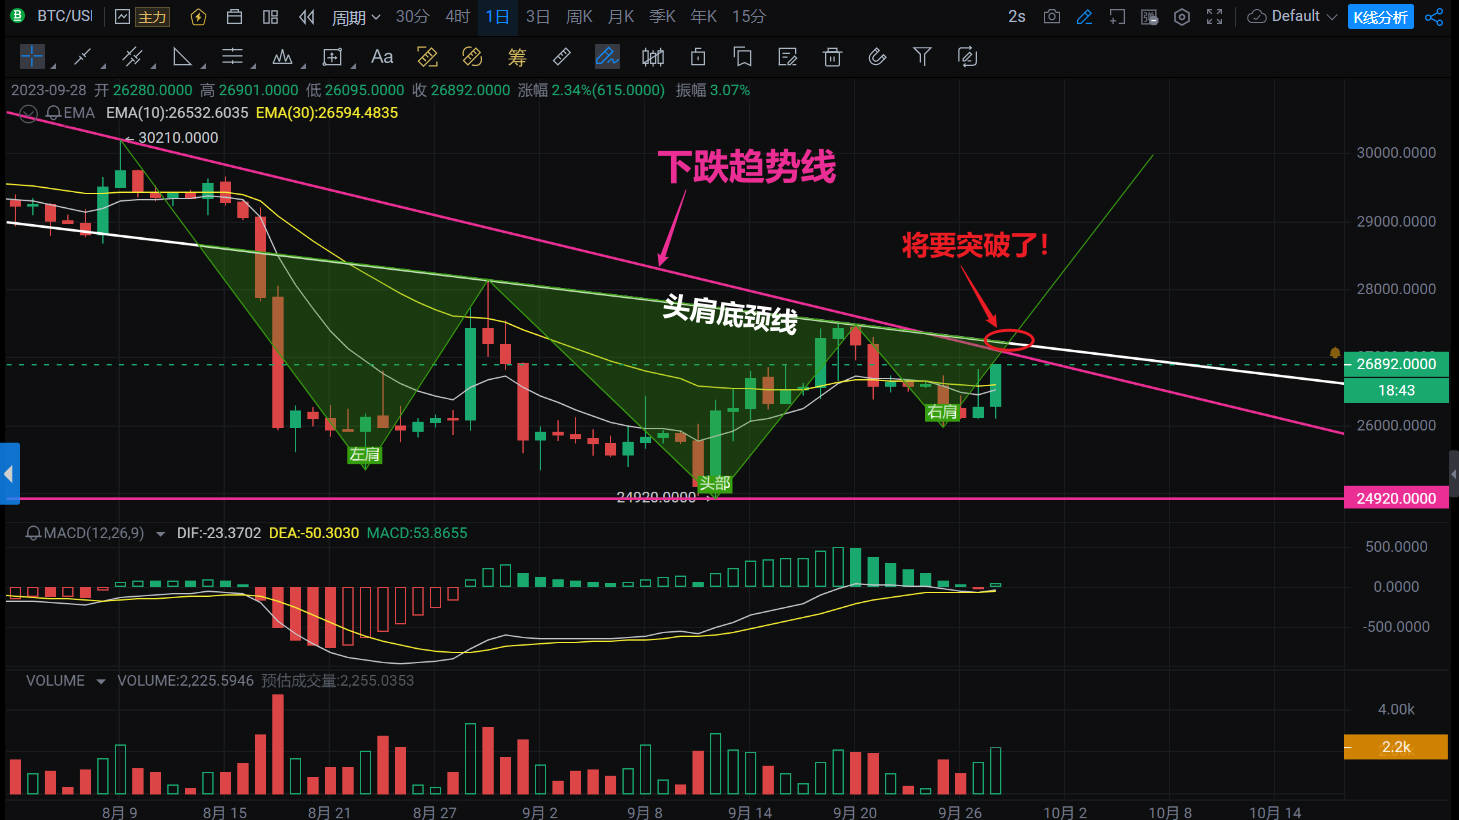 BTC/US
主力
周期
30分
4时
1日
3日
周K
月K
季K
年K
15分
2s
Default
K线分析
Aa
筹
2023-09-28 开 26280.0000 高 26901.0000 低 26095.0000 收 26892.0000 涨幅 2.34%(615.0000) 振幅 3.07%
EMA EMA(10):26532.6035 EMA(30):26594.4835
30210.0000
下跌趋势线
将要突破了!
头肩底颈线
左肩
头部
右肩
24920.0000
30000.0000
29000.0000
28000.0000
26892.0000
18:43
26000.0000
24920.0000
MACD(12,26,9) DIF:-23.3702 DEA:-50.3030 MACD:53.8655
500.0000
0.0000
-500.0000
VOLUME VOLUME:2,225.5946 预估成交量:2,255.0353
4.00k
2.2k
8月 9
8月 15
8月 21
8月 27
9月 2
9月 8
9月 14
9月 20
9月 26
10月 2
10月 8
10月 14